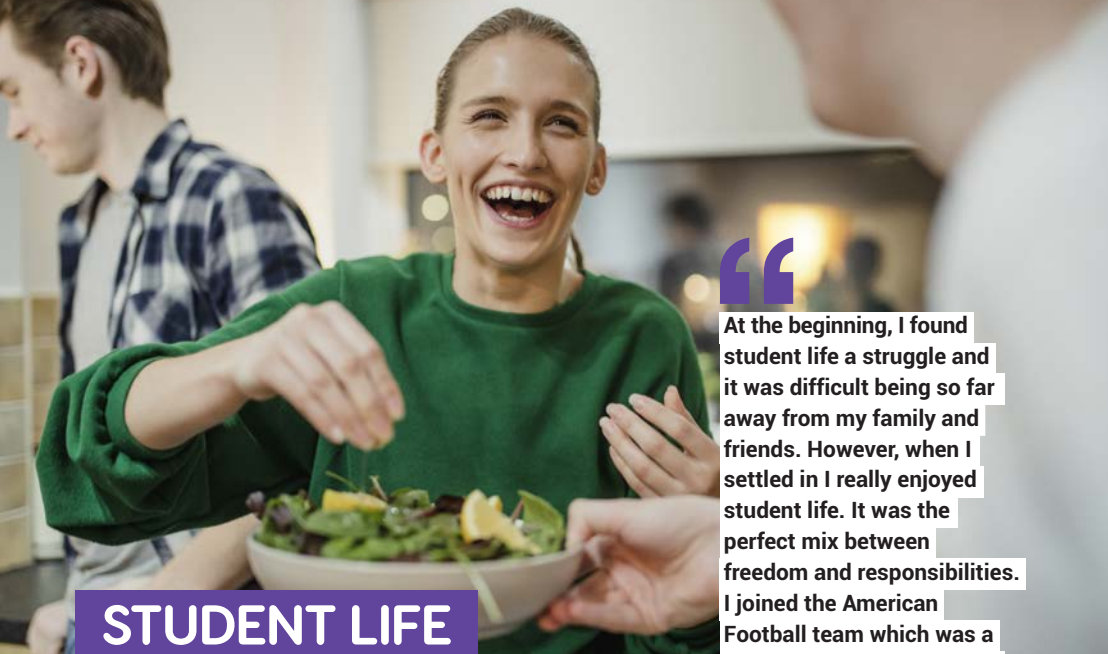 STUDENT LIFE
“
At the beginning, I found
student life a struggle and
it was difficult being so far
away from my family and
friends. However, when I
settled in I really enjoyed
student life. It was the
perfect mix between
freedom and responsibilities.
I joined the American
Football team which was a